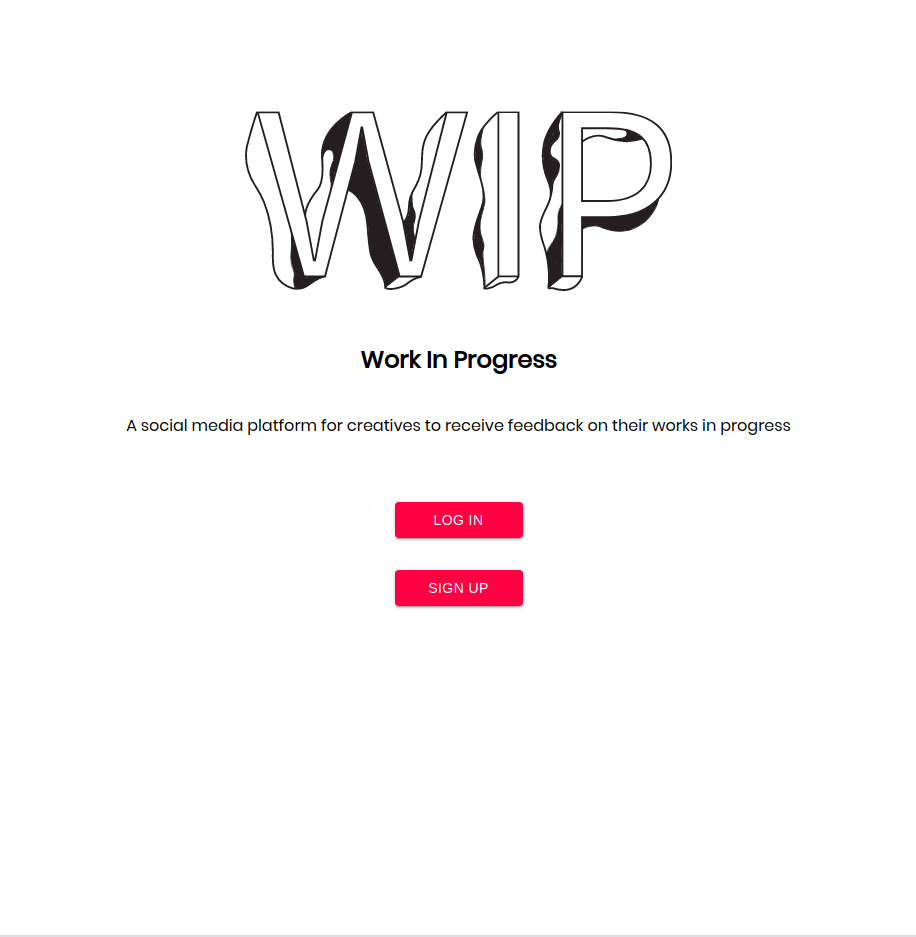 WIP
Work In Progress
A social media platform for creatives to receive feedback on their works in progress
LOG IN
SIGN UP